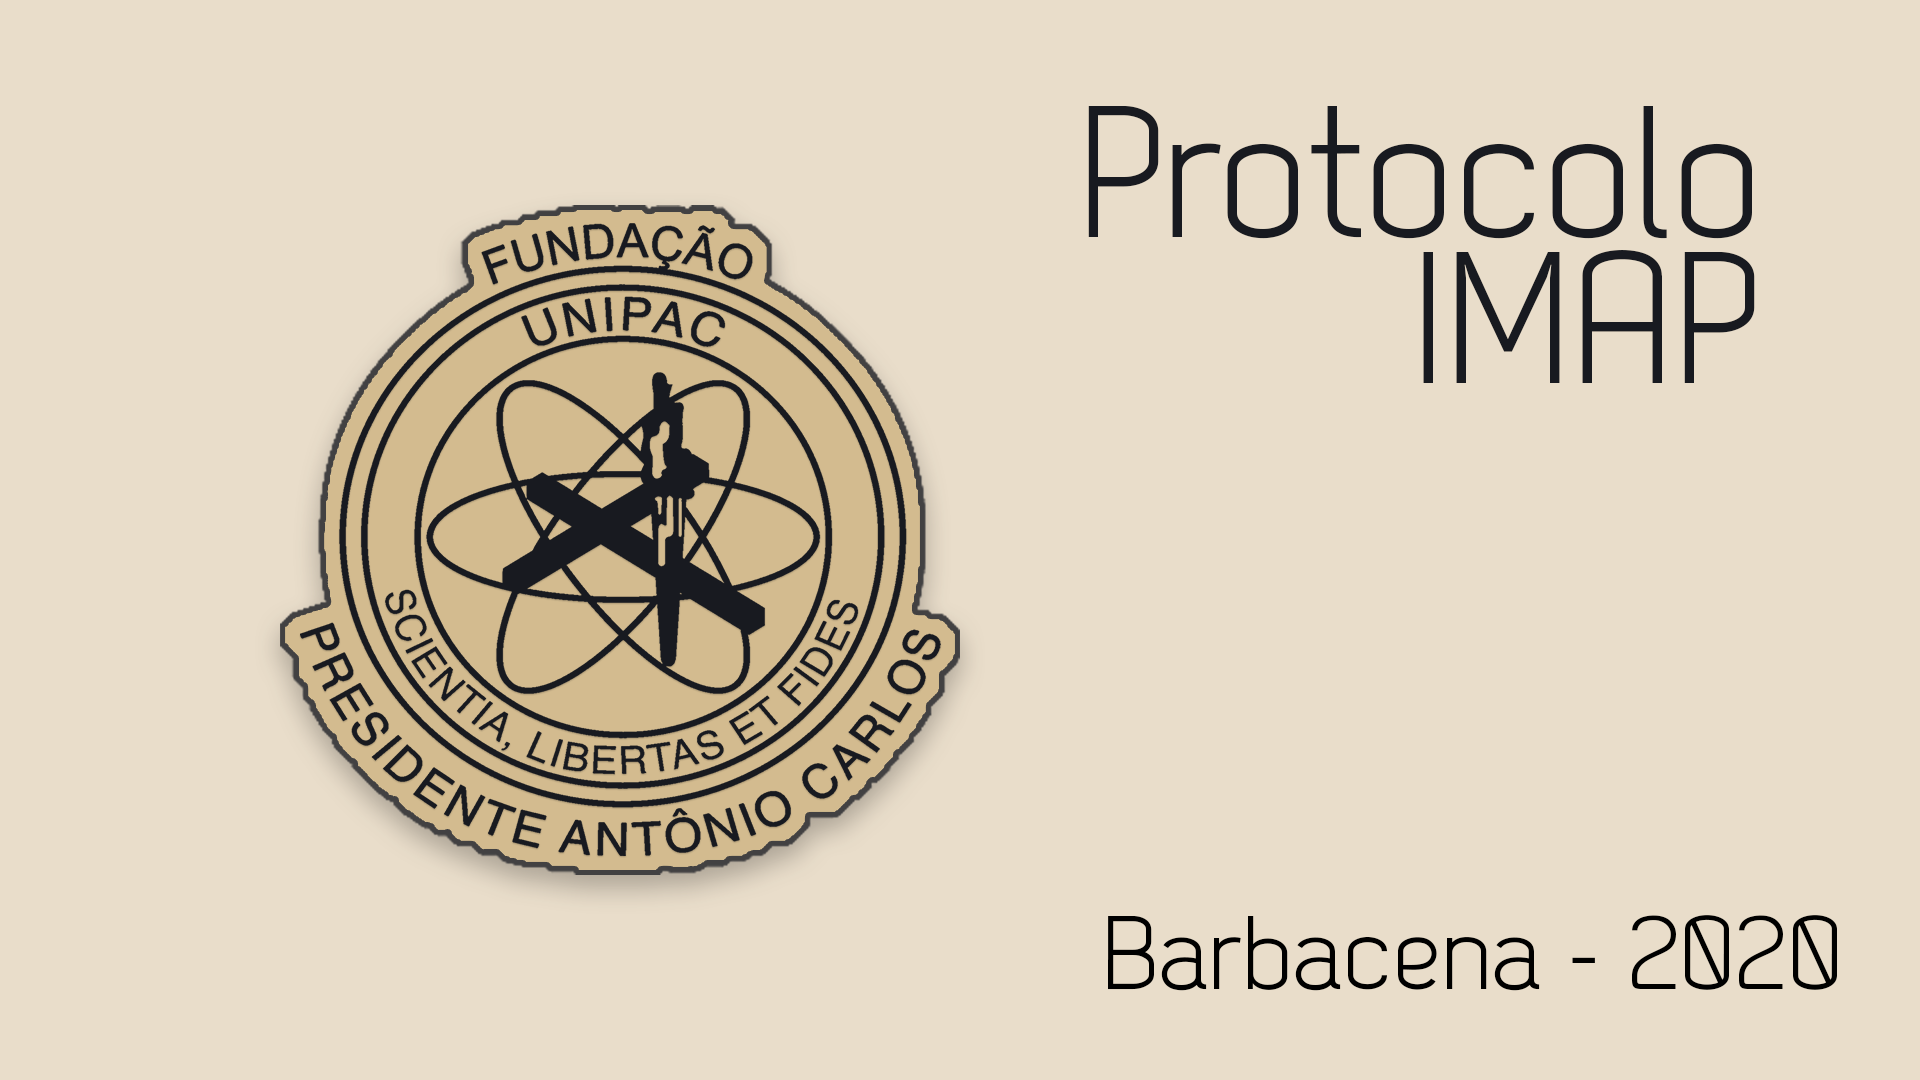 FUNDAÇÃO
UNIPAC
SCIENTIA, LIBERTAS ET FIDES
PRESIDENTE ANTÔNIO CARLOS
Protocolo
IMAP
Barbacena - 2020